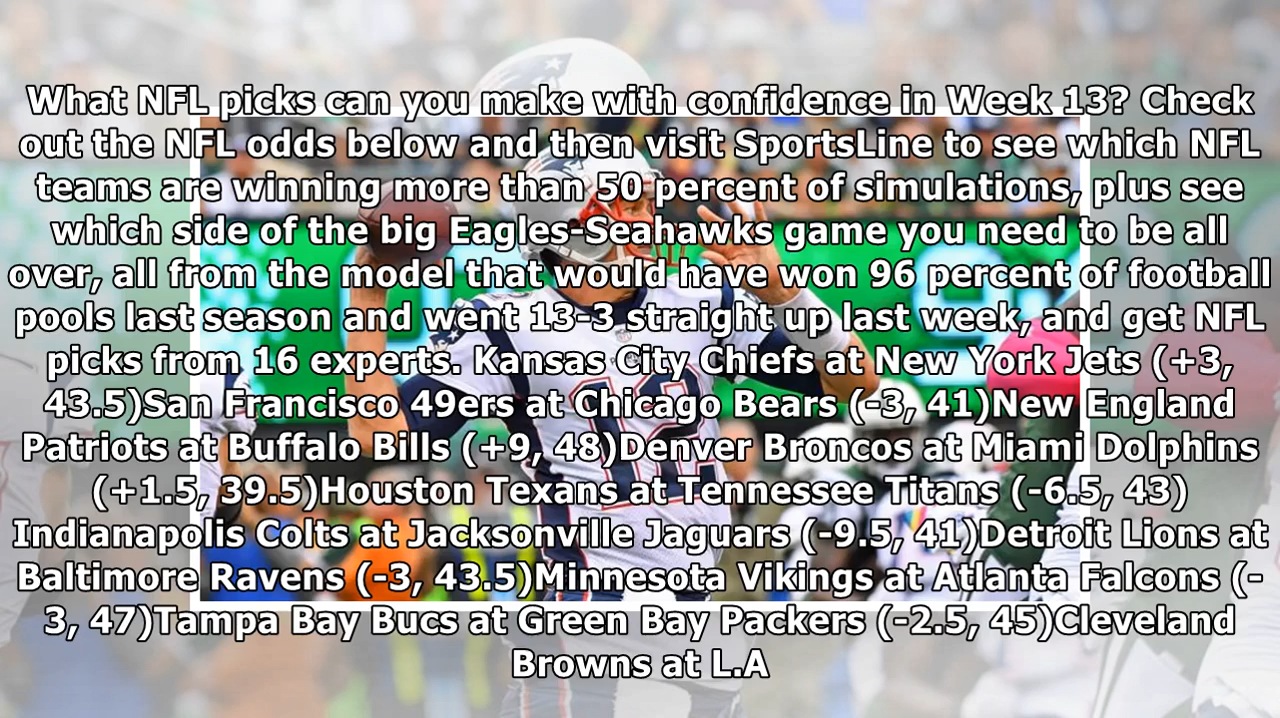 What NFL picks can you make with confidence in Week 13? Check
out the NFL odds below and then visit SportsLine to see which NFL
teams are winning more than 50 percent of simulations, plus see
which side of the big Eagles-Seahawks game you need to be all
over, all from the model that would have won 96 percent of football
pools last season and went 13-3 straight up last week, and get NFL
picks from 16 experts. Kansas City Chiefs at New York Jets (+3,
43.5)San Francisco 49ers at Chicago Bears (-3, 41)New England
Patriots at Buffalo Bills (+9, 48)Denver Broncos at Miami Dolphins
(+1.5, 39.5)Houston Texans at Tennessee Titans (-6.5, 43)
Indianapolis Colts at Jacksonville Jaguars (-9.5, 41)Detroit Lions at
Baltimore Ravens (-3, 43.5)Minnesota Vikings at Atlanta Falcons (-
3, 47)Tampa Bay Bucs at Green Bay Packers (-2.5, 45)Cleveland
Browns at L.A
12